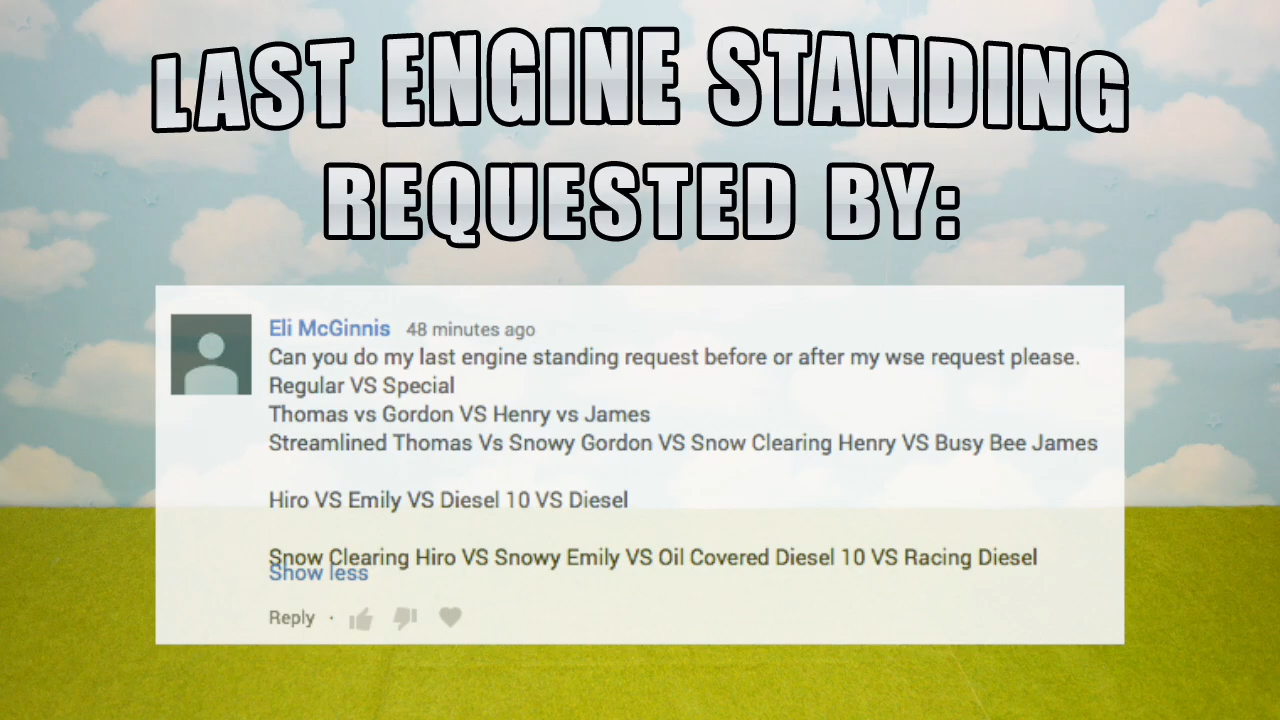 LAST ENGINE STANDING
REQUESTED BY:
Eli McGinnis 48 minutes ago
Can you do my last engine standing request before or after my wse request please.
Regular VS Special
Thomas vs Gordon VS Henry vs James
Streamlined Thomas Vs Snowy Gordon VS Snow Clearing Henry VS Busy Bee James
Hiro VS Emily VS Diesel 10 VS Diesel
Snow Clearing Hiro VS Snowy Emily VS Oil Covered Diesel 10 VS Racing Diesel
Show less
Reply ·